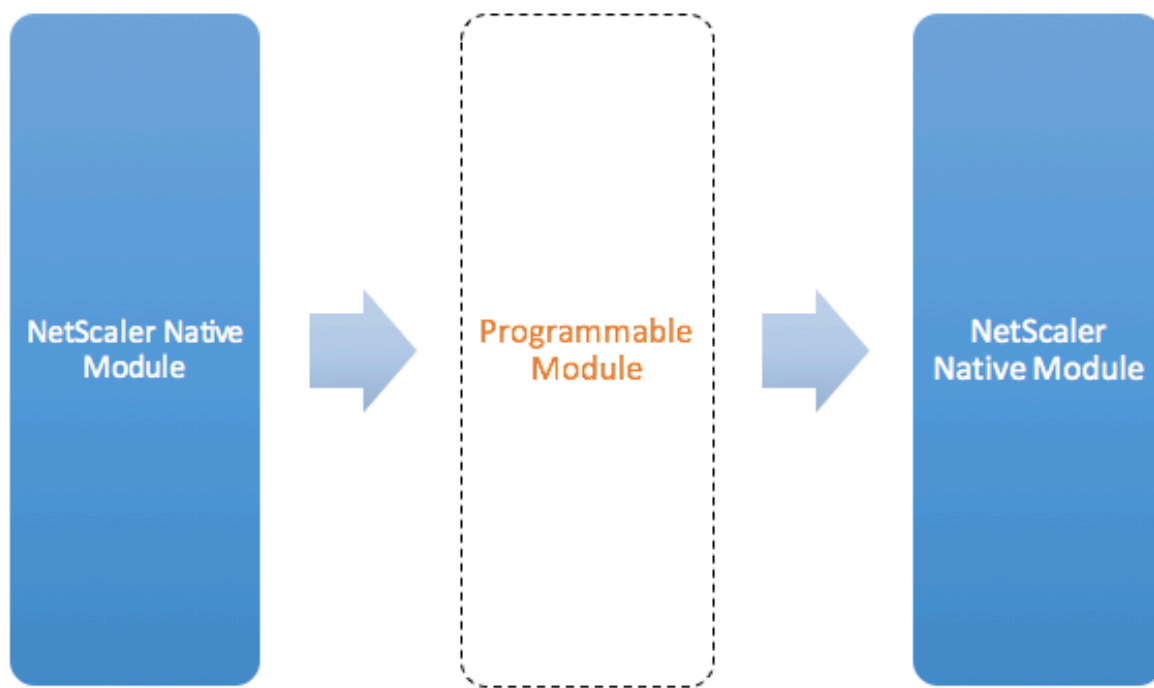 NetScaler Native
Module
Programmable
Module
NetScaler
Native Module